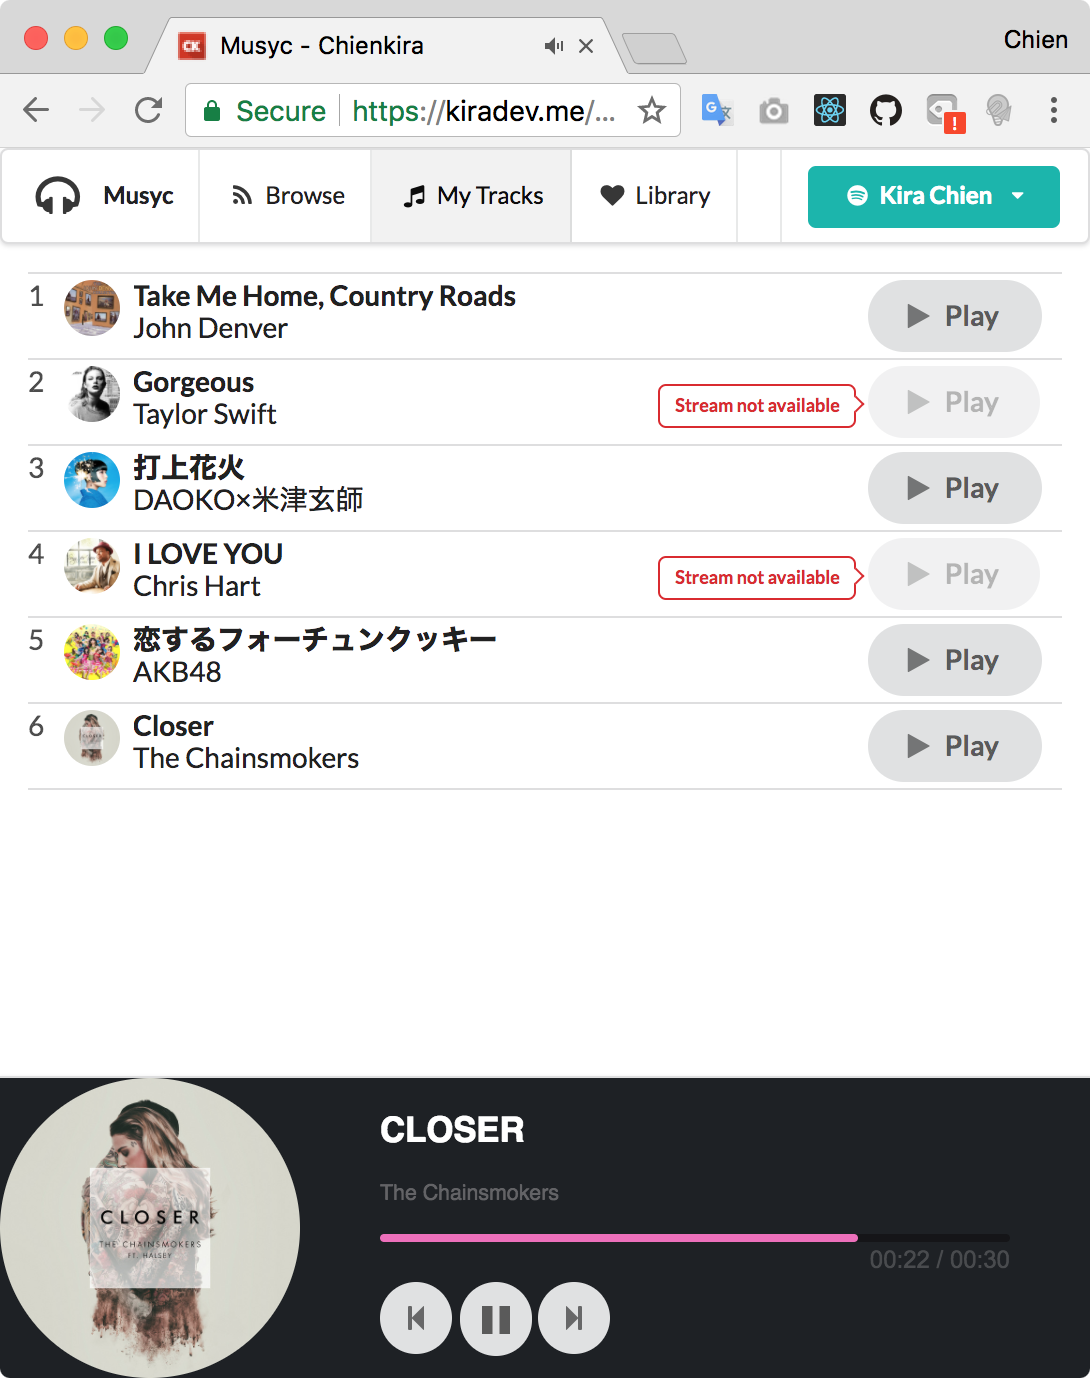 CK Musyc - Chienkira
Chien
Secure https://kiradev.me/...
Musyc Browse My Tracks Library Kira Chien
1 Take Me Home, Country Roads
John Denver
Play
2 Gorgeous
Taylor Swift
Stream not available Play
3 打上花火
DAOKO×米津玄師
Play
4 I LOVE YOU
Chris Hart
Stream not available Play
5 恋するフォーチュンクッキー
AKB48
Play
6 Closer
The Chainsmokers
Play
CLOSER
THE CHAINSMOKERS
FT. HALSEY
CLOSER
The Chainsmokers
00:22 / 00:30